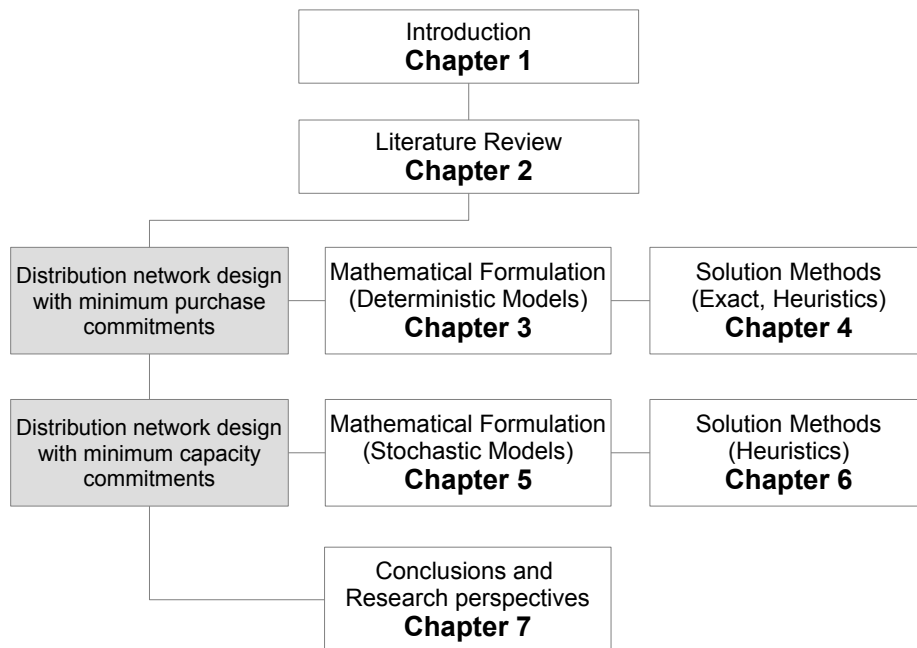 Introduction
Chapter 1
Literature Review
Chapter 2
Distribution network design
with minimum purchase
commitments
Mathematical Formulation
(Deterministic Models)
Chapter 3
Solution Methods
(Exact, Heuristics)
Chapter 4
Distribution network design
with minimum capacity
commitments
Mathematical Formulation
(Stochastic Models)
Chapter 5
Solution Methods
(Heuristics)
Chapter 6
Conclusions and
Research perspectives
Chapter 7